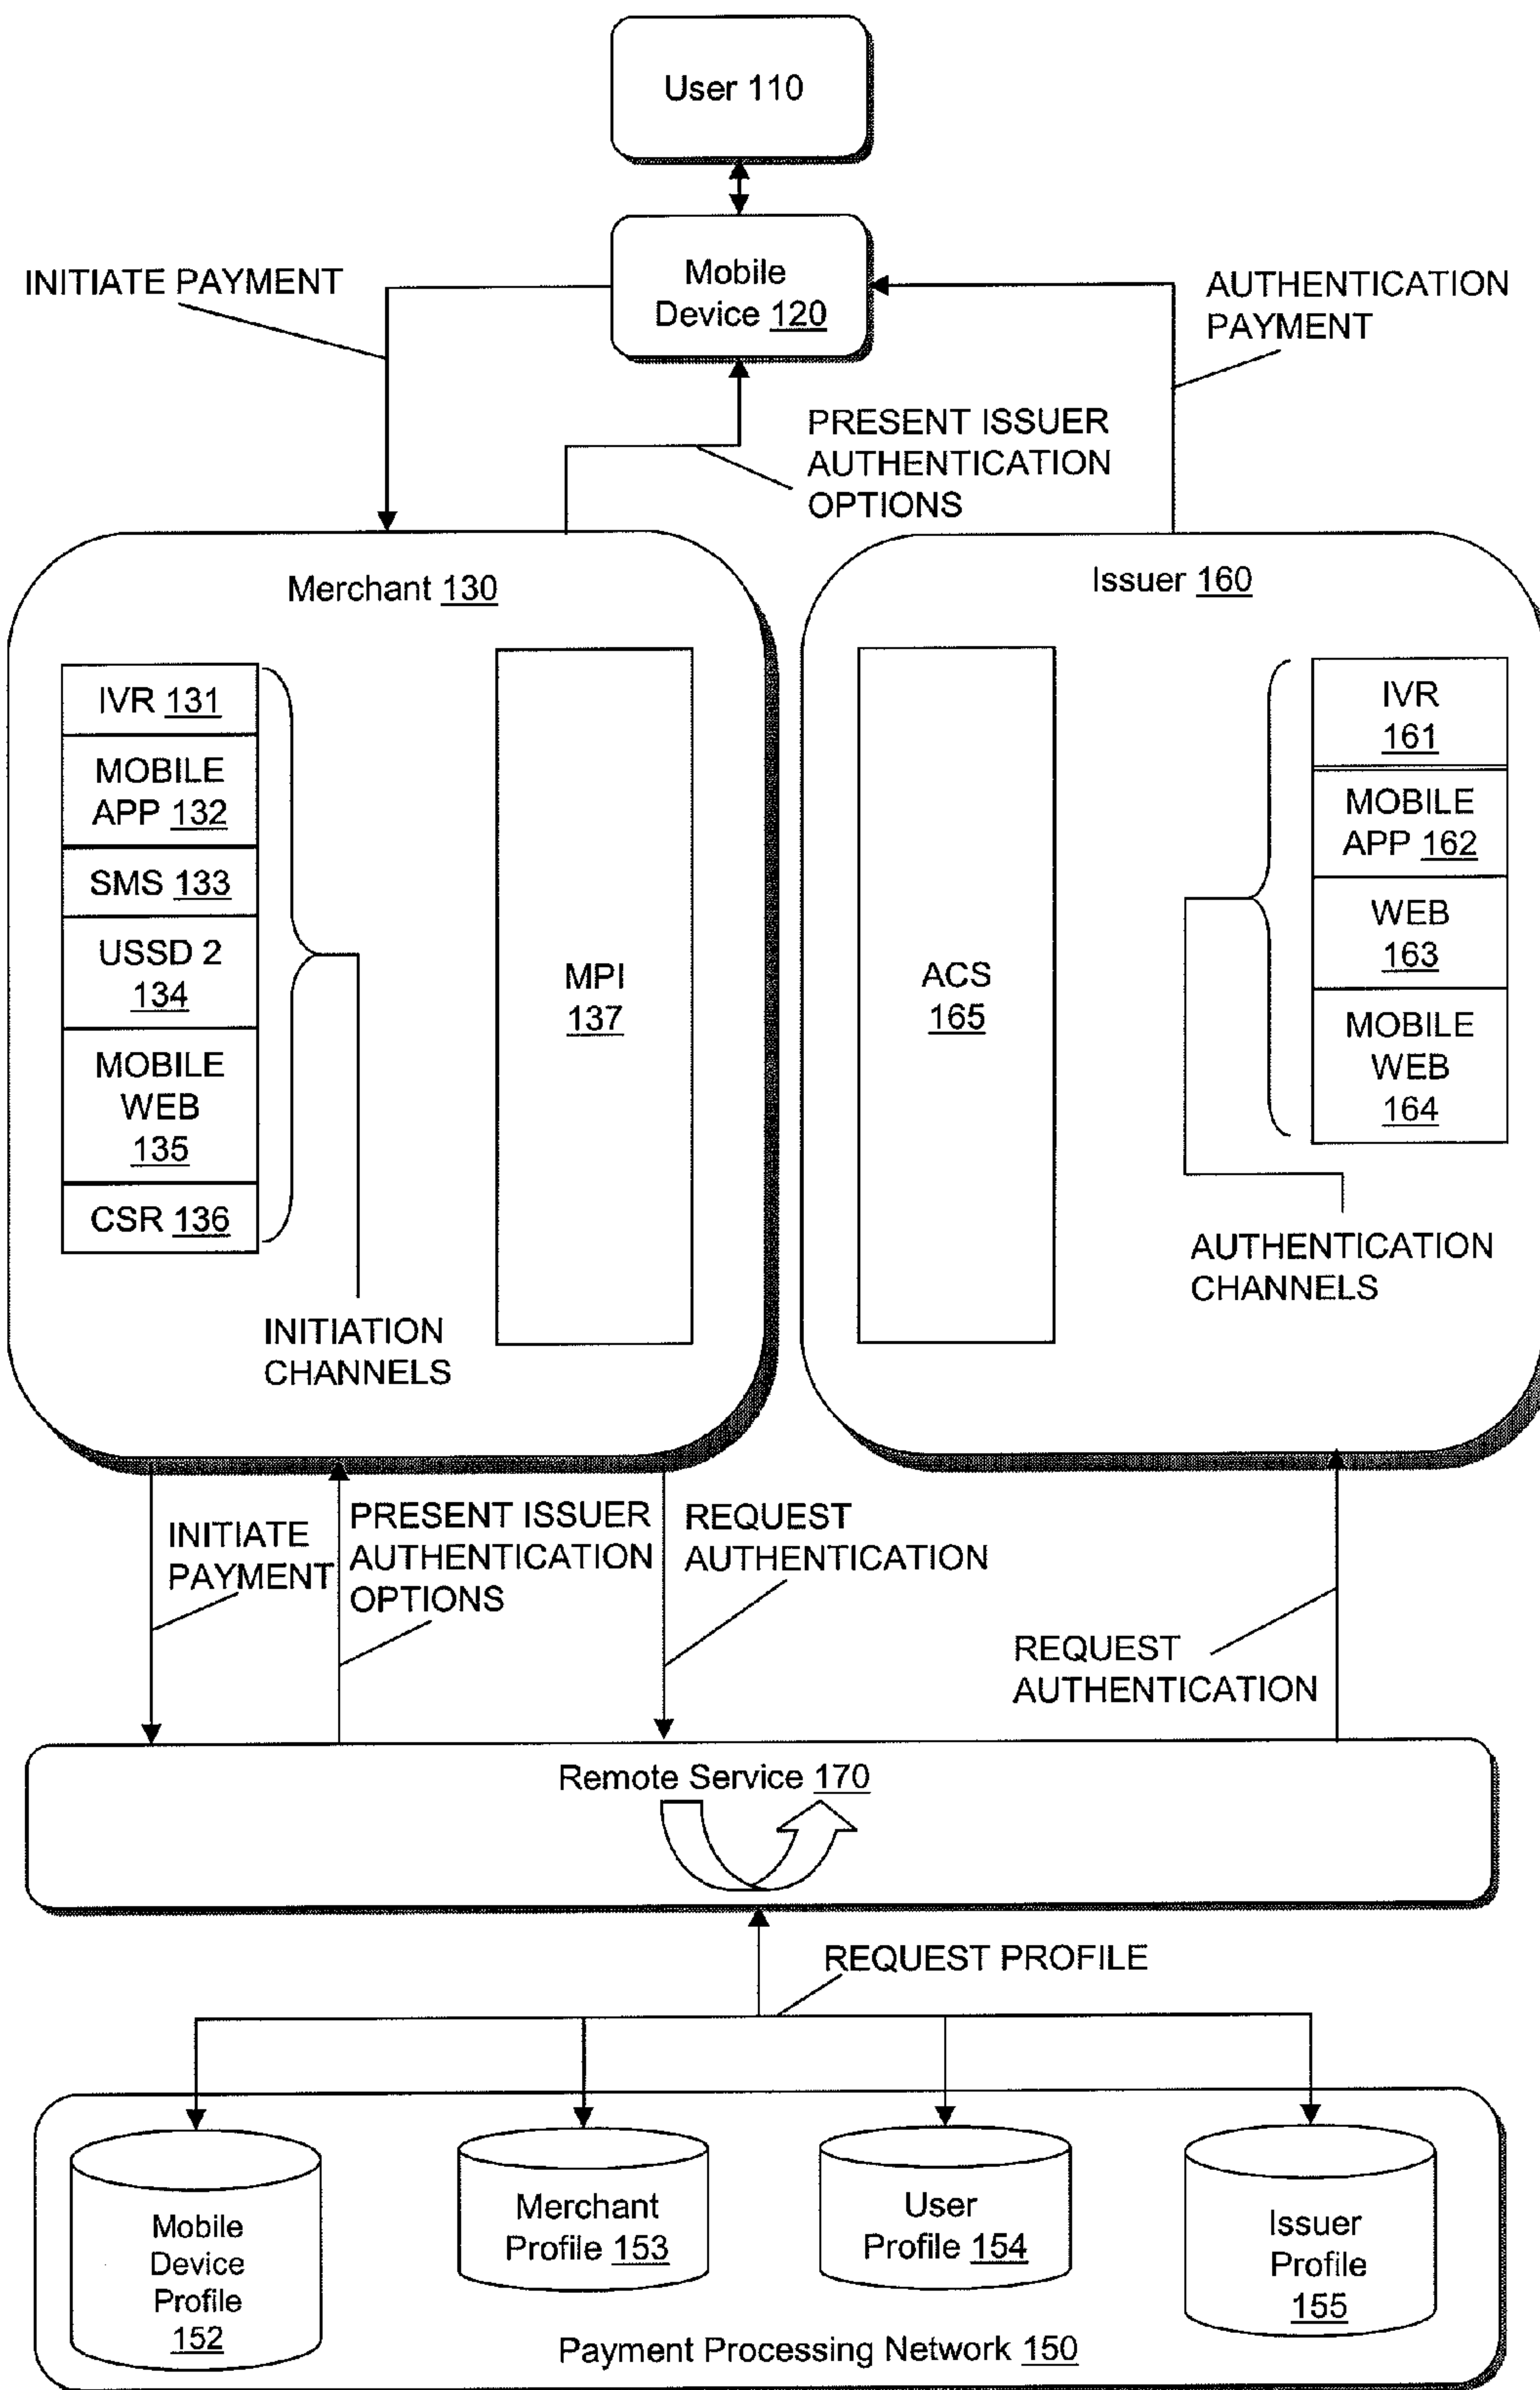 User 110
Mobile
Device 120
INITIATE PAYMENT
AUTHENTICATION
PAYMENT
PRESENT ISSUER
AUTHENTICATION
OPTIONS
Merchant 130
IVR 131
MOBILE
APP 132
SMS 133
USSD 2
134
MOBILE
WEB
135
CSR 136
INITIATION
CHANNELS
MPI
137
Issuer 160
ACS
165
IVR
161
MOBILE
APP 162
WEB
163
MOBILE
WEB
164
AUTHENTICATION
CHANNELS
INITIATE
PAYMENT
PRESENT ISSUER
AUTHENTICATION
OPTIONS
REQUEST
AUTHENTICATION
REQUEST
AUTHENTICATION
Remote Service 170
REQUEST PROFILE
Mobile
Device
Profile
152
Merchant
Profile 153
User
Profile 154
Issuer
Profile
155
Payment Processing Network 150